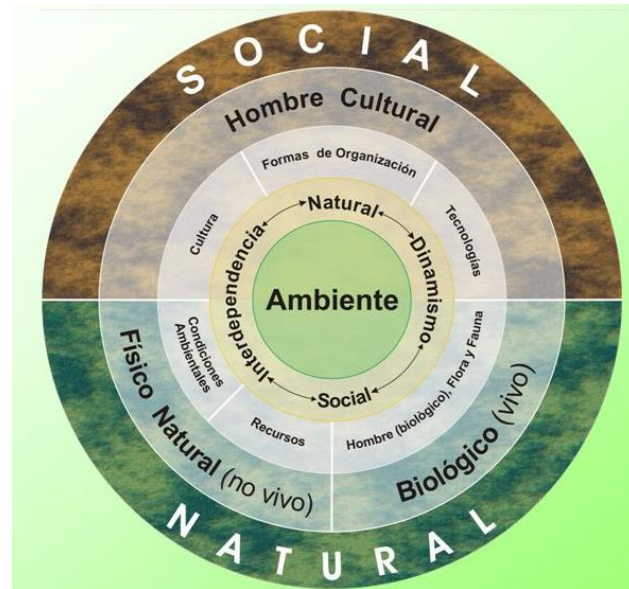 SOCIAL
Hombre Cultural
Formas de Organización
Cultura
Tecnologías
Natural
Interdependencia
Dinamismo
Ambiente
Social
Condiciones
Ambientales
Recursos
Hombre (biológico), Flora y Fauna
Físico Natural (no vivo)
Biológico (vivo)
NATURAL